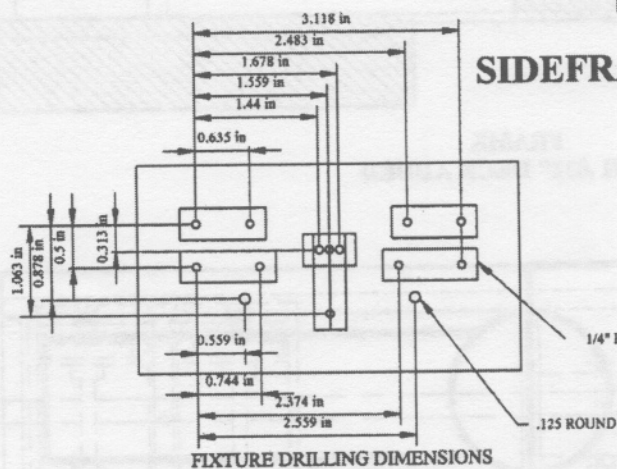 3.118 in
2.483 in
SIDEFRA
1.678 in
1.559 in
1.44 in
0.635 in
1.063 in
0.878 in
0.5 in
0.313 in
0.559 in
0.744 in
2.374 in
2.559 in
1/4"
.125 ROUND
FIXTURE DRILLING DIMENSIONS